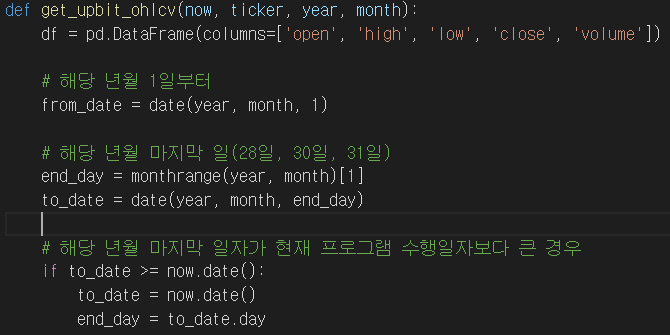 def get_upbit_ohlcv(now, ticker, year, month):
    df = pd.DataFrame(columns=['open', 'high', 'low', 'close', 'volume'])
    # 해당 년월 1일부터
    from_date = date(year, month, 1)
    # 해당 년월 마지막 일(28일, 30일, 31일)
    end_day = monthrange(year, month)[1]
    to_date = date(year, month, end_day)
    # 해당 년월 마지막 일자가 현재 프로그램 수행일자보다 큰 경우
    if to_date >= now.date():
        to_date = now.date()
        end_day = to_date.day